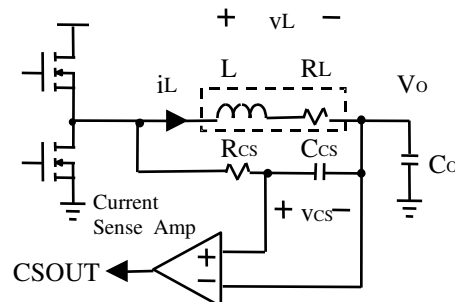 + vL −
iL L RL VO
RCS CCS CO
+ vCS −
Current
Sense Amp
+
−
CSOUT